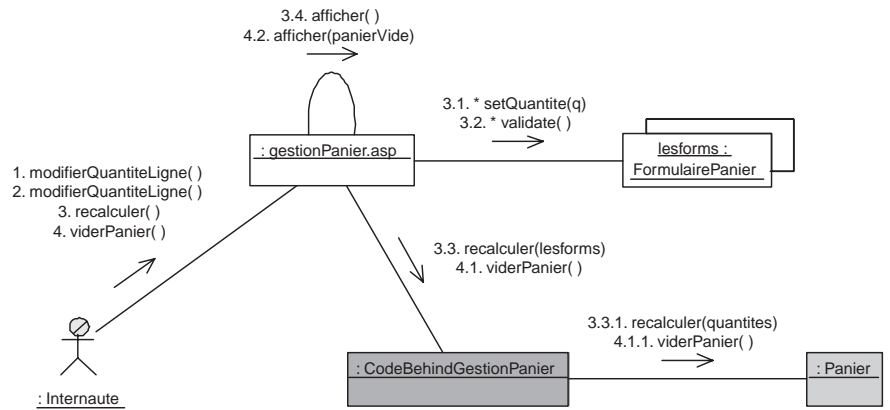 3.4. afficher( )
4.2. afficher(panierVide)
3.1. * setQuantite(q)
3.2. * validate( )
: gestionPanier.asp
lesforms :
FormulairePanier
1. modifierQuantiteLigne( )
2. modifierQuantiteLigne( )
3. recalculer( )
4. viderPanier( )
3.3. recalculer(lesforms)
4.1. viderPanier( )
3.3.1. recalculer(quantites)
4.1.1. viderPanier( )
: CodeBehindGestionPanier
: Panier
: Internaute